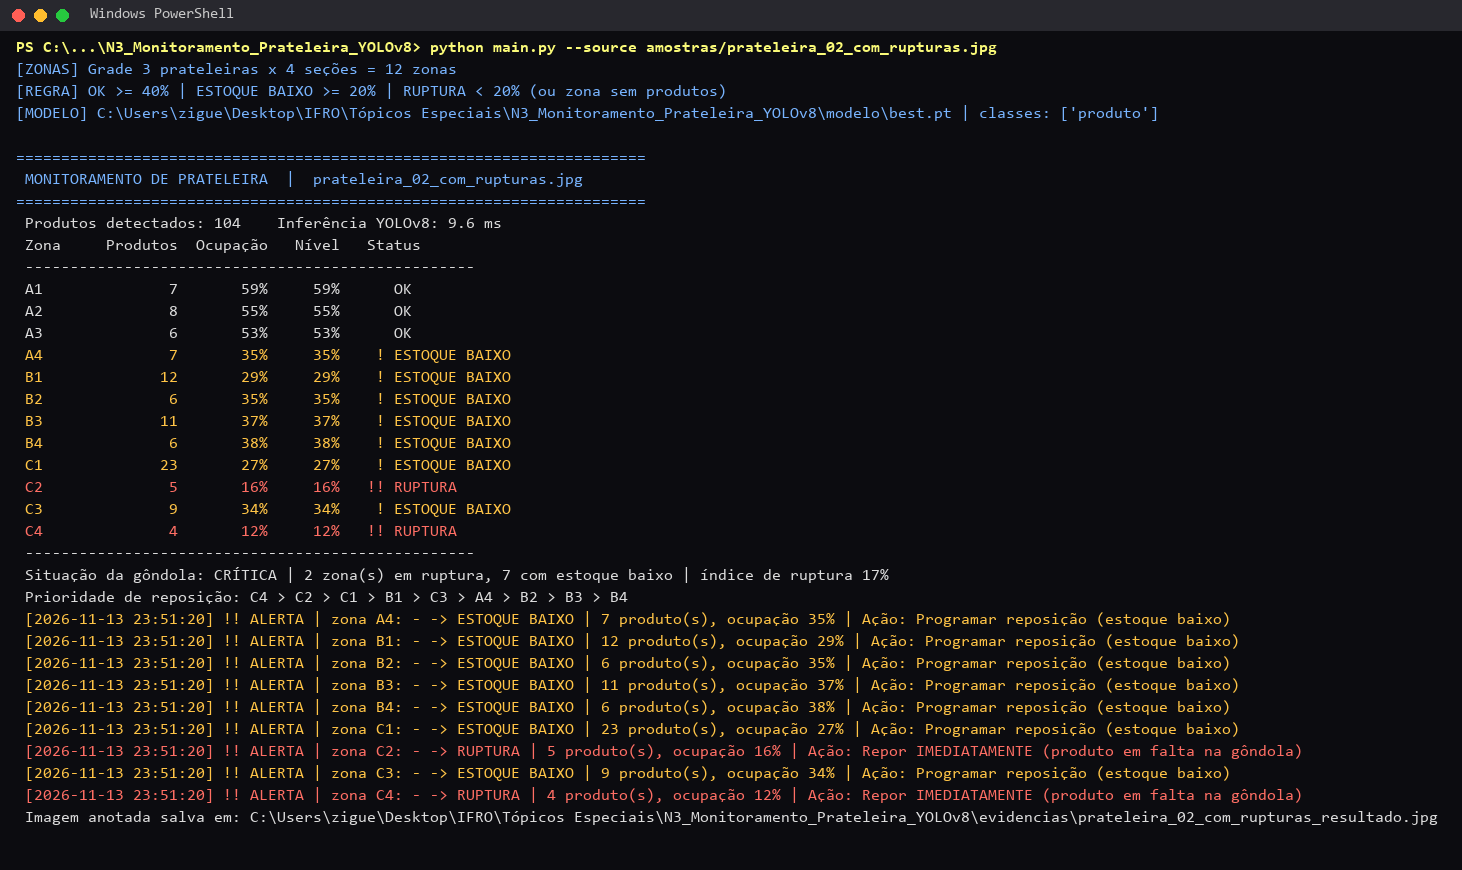 Windows PowerShell
PS C:\...\N3_Monitoramento_Prateleira_YOLOv8> python main.py --source amostras/prateleira_02_com_rupturas.jpg
[ZONAS] Grade 3 prateleiras x 4 seções = 12 zonas
[REGRA] OK >= 40% | ESTOQUE BAIXO >= 20% | RUPTURA < 20% (ou zona sem produtos)
[MODELO] C:\Users\zigue\Desktop\IFRO\Tópicos Especiais\N3_Monitoramento_Prateleira_YOLOv8\modelo\best.pt | classes: ['produto']
======================================================================
MONITORAMENTO DE PRATELEIRA | prateleira_02_com_rupturas.jpg
======================================================================
Produtos detectados: 104    Inferência YOLOv8: 9.6 ms
Zona     Produtos  Ocupação   Nível   Status
--------------------------------------------------
A1              7       59%     59%      OK
A2              8       55%     55%      OK
A3              6       53%     53%      OK
A4              7       35%     35%    ! ESTOQUE BAIXO
B1             12       29%     29%    ! ESTOQUE BAIXO
B2              6       35%     35%    ! ESTOQUE BAIXO
B3             11       37%     37%    ! ESTOQUE BAIXO
B4              6       38%     38%    ! ESTOQUE BAIXO
C1             23       27%     27%    ! ESTOQUE BAIXO
C2              5       16%     16%   !! RUPTURA
C3              9       34%     34%    ! ESTOQUE BAIXO
C4              4       12%     12%   !! RUPTURA
--------------------------------------------------
Situação da gôndola: CRÍTICA | 2 zona(s) em ruptura, 7 com estoque baixo | índice de ruptura 17%
Prioridade de reposição: C4 > C2 > C1 > B1 > C3 > A4 > B2 > B3 > B4
[2026-11-13 23:51:20] !! ALERTA | zona A4: - -> ESTOQUE BAIXO | 7 produto(s), ocupação 35% | Ação: Programar reposição (estoque baixo)
[2026-11-13 23:51:20] !! ALERTA | zona B1: - -> ESTOQUE BAIXO | 12 produto(s), ocupação 29% | Ação: Programar reposição (estoque baixo)
[2026-11-13 23:51:20] !! ALERTA | zona B2: - -> ESTOQUE BAIXO | 6 produto(s), ocupação 35% | Ação: Programar reposição (estoque baixo)
[2026-11-13 23:51:20] !! ALERTA | zona B3: - -> ESTOQUE BAIXO | 11 produto(s), ocupação 37% | Ação: Programar reposição (estoque baixo)
[2026-11-13 23:51:20] !! ALERTA | zona B4: - -> ESTOQUE BAIXO | 6 produto(s), ocupação 38% | Ação: Programar reposição (estoque baixo)
[2026-11-13 23:51:20] !! ALERTA | zona C1: - -> ESTOQUE BAIXO | 23 produto(s), ocupação 27% | Ação: Programar reposição (estoque baixo)
[2026-11-13 23:51:20] !! ALERTA | zona C2: - -> RUPTURA | 5 produto(s), ocupação 16% | Ação: Repor IMEDIATAMENTE (produto em falta na gôndola)
[2026-11-13 23:51:20] !! ALERTA | zona C3: - -> ESTOQUE BAIXO | 9 produto(s), ocupação 34% | Ação: Programar reposição (estoque baixo)
[2026-11-13 23:51:20] !! ALERTA | zona C4: - -> RUPTURA | 4 produto(s), ocupação 12% | Ação: Repor IMEDIATAMENTE (produto em falta na gôndola)
Imagem anotada salva em: C:\Users\zigue\Desktop\IFRO\Tópicos Especiais\N3_Monitoramento_Prateleira_YOLOv8\evidencias\prateleira_02_com_rupturas_resultado.jpg